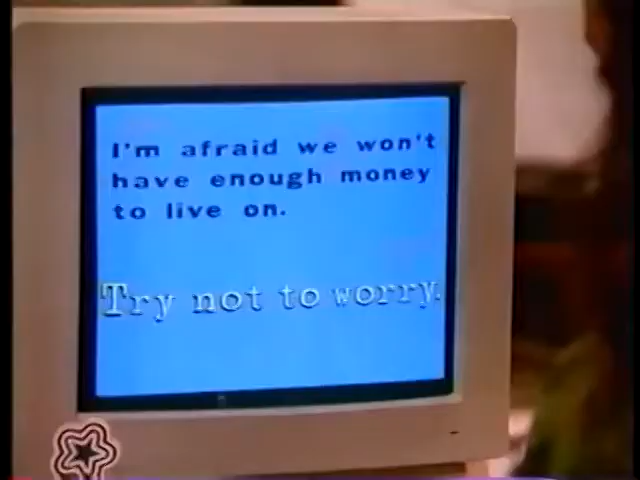 I'm afraid we won't
have enough money
to live on.
Try not to worry.